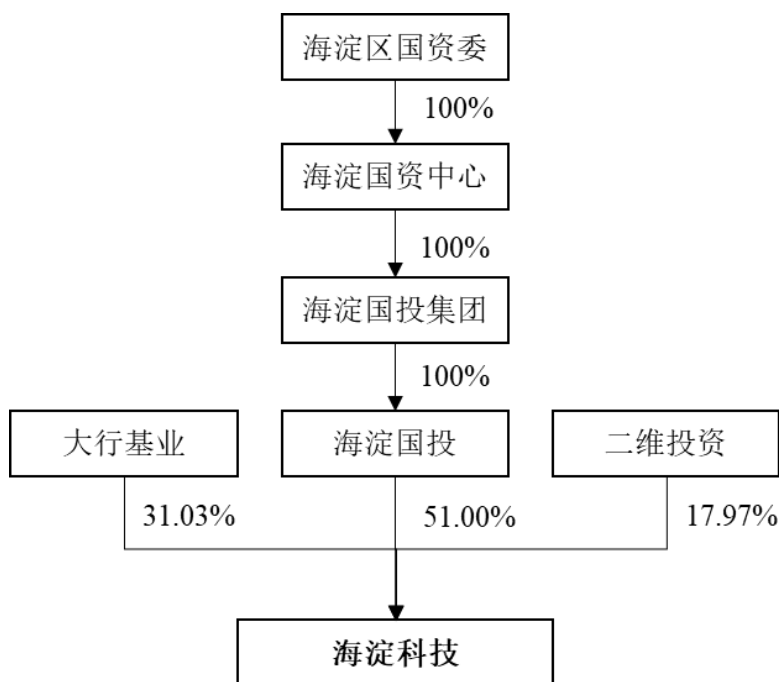 海淀区国资委
100%
海淀国资中心
100%
海淀国投集团
100%
大行基业
海淀国投
二维投资
31.03%
51.00%
17.97%
海淀科技